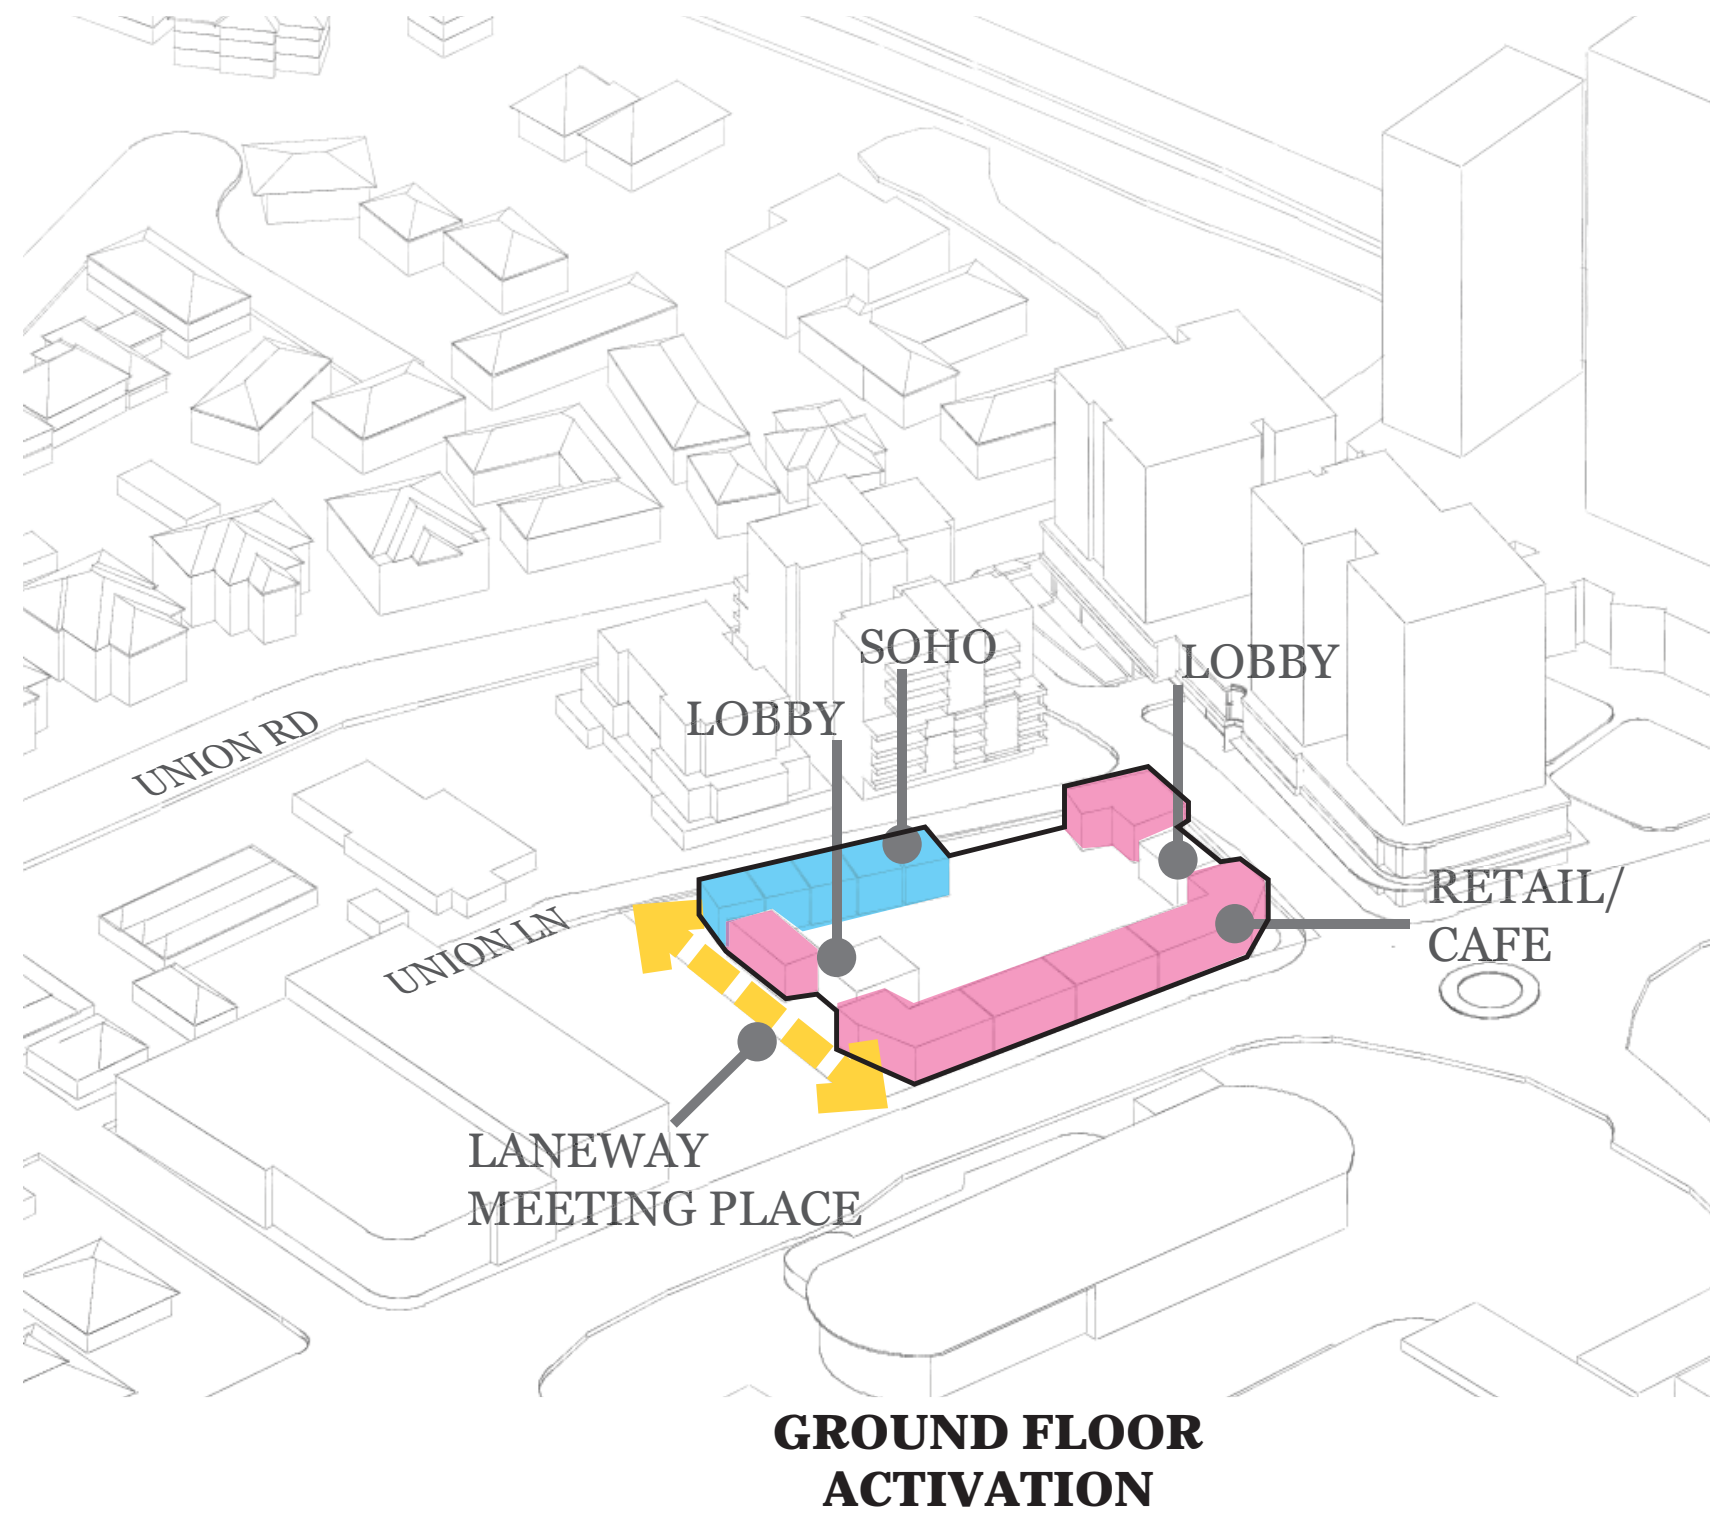 SOHO
LOBBY
LOBBY
UNION RD
RETAIL/
CAFE
UNION LN
LANEWAY
MEETING PLACE
GROUND FLOOR
ACTIVATION